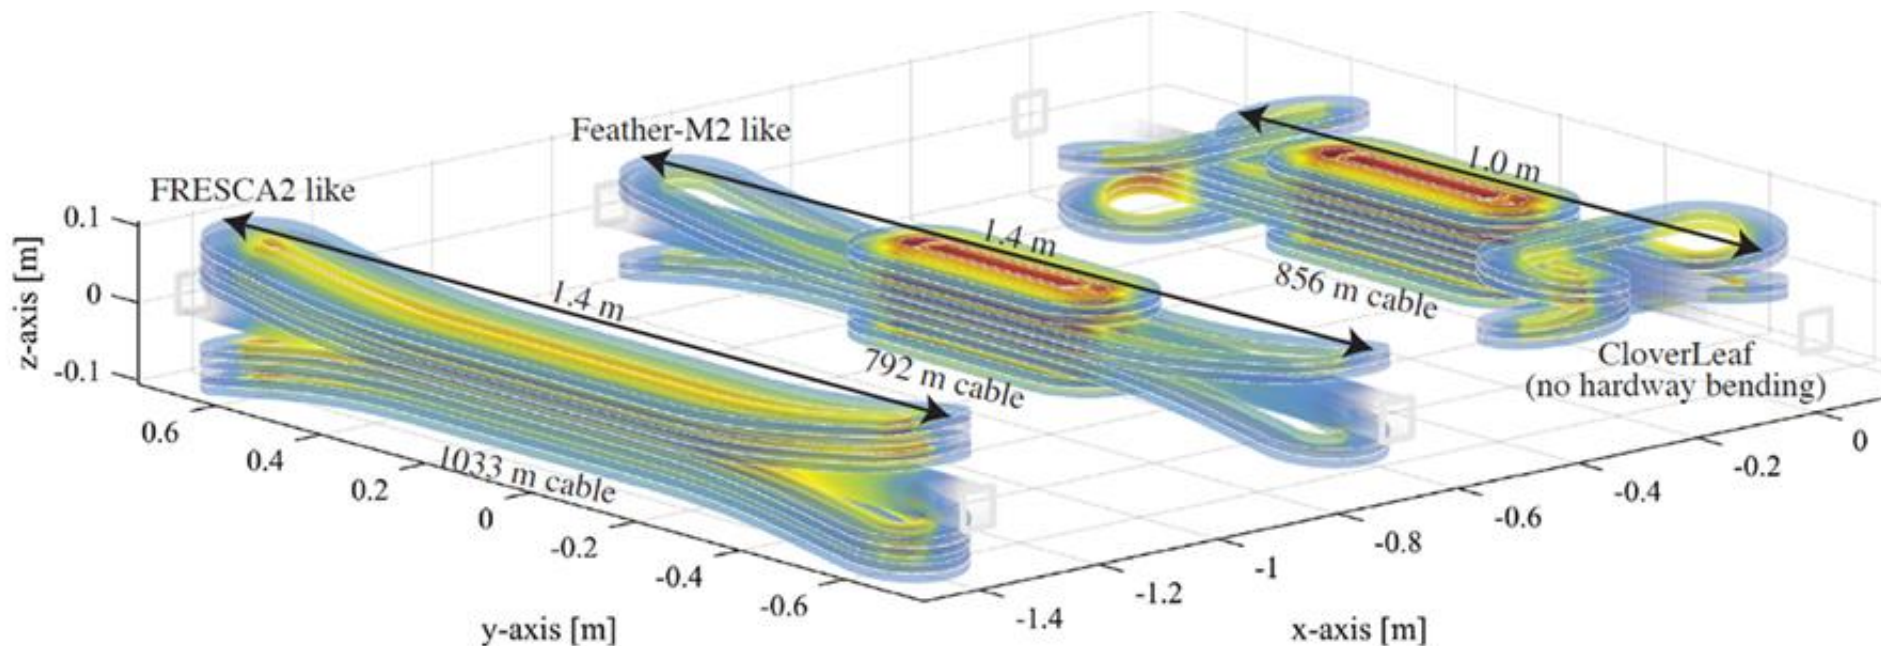 Feather-M2 like
FRESCA2 like
1.0 m
1.4 m
1.4 m
856 m cable
792 m cable
1033 m cable
CloverLeaf
(no hardway bending)
z-axis [m]
0.1
0
-0.1
0.6
0.4
0.2
0
-0.2
-0.4
-0.6
y-axis [m]
-1.4
-1.2
-1
-0.8
-0.6
-0.4
-0.2
0
x-axis [m]